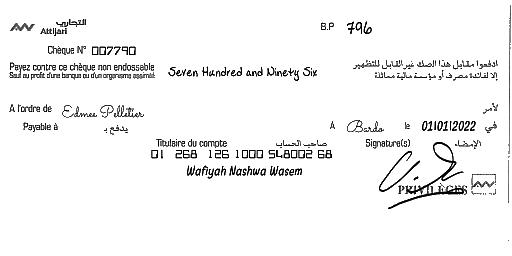 التجاري
Attijari
B.P 796
Chèque N° 007790
Payez contre ce chèque non endossable
Seven Hundred and Ninety Six
ادفعوا مقابل هذا الصك غير القابل للتظهير
Sauf au profit d'une banque ou d'un organisme assimilé
إلا لفائدة مصرف أو مؤسسة مالية مماثلة
A l'ordre de Edmee Pelletier
لأمر
Payable à يدفع بـ
A Bardo le 01/01/2022 في
Titulaire du compte صاحب الحساب
Signature(s) الإمضاء
01 268 126 1000 548002 68
Wafiyah Nashwa Wasem
PRIVILÈGES